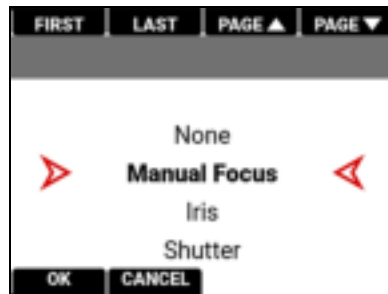 FIRST LAST PAGE▲ PAGE▼
None
Manual Focus
Iris
Shutter
OK CANCEL